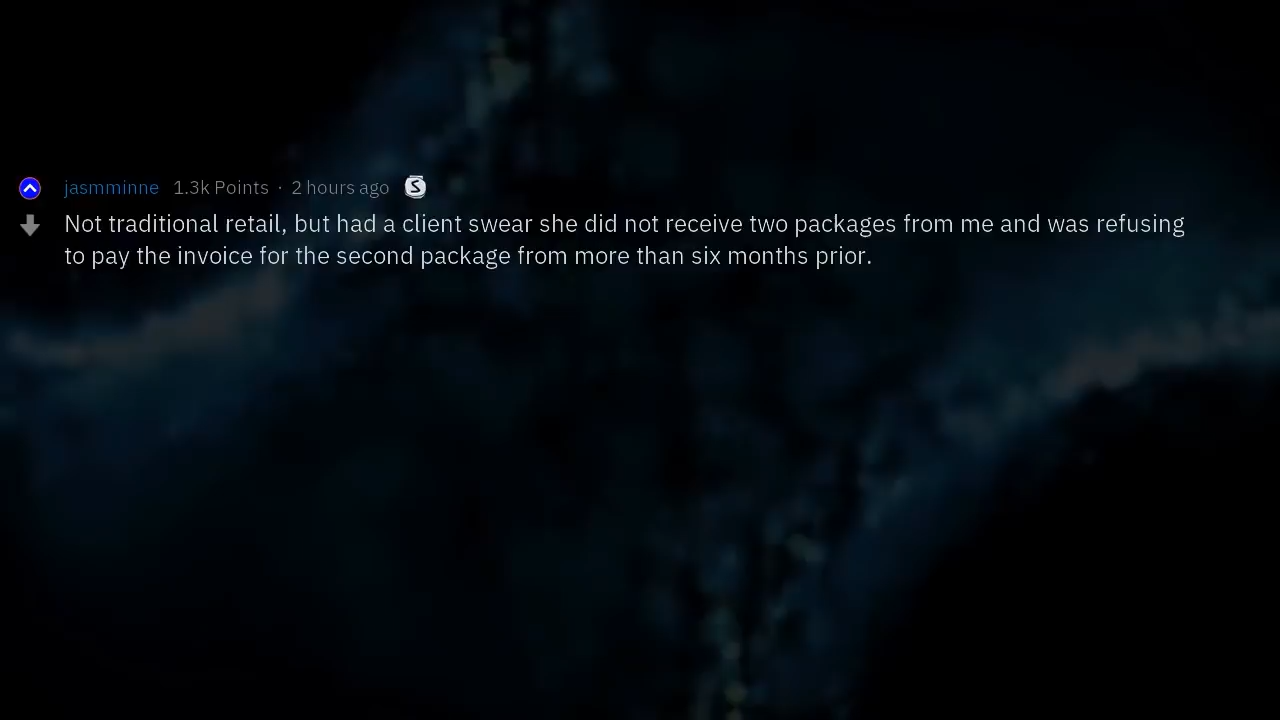 jasmminne 1.3k Points · 2 hours ago S
Not traditional retail, but had a client swear she did not receive two packages from me and was refusing
to pay the invoice for the second package from more than six months prior.